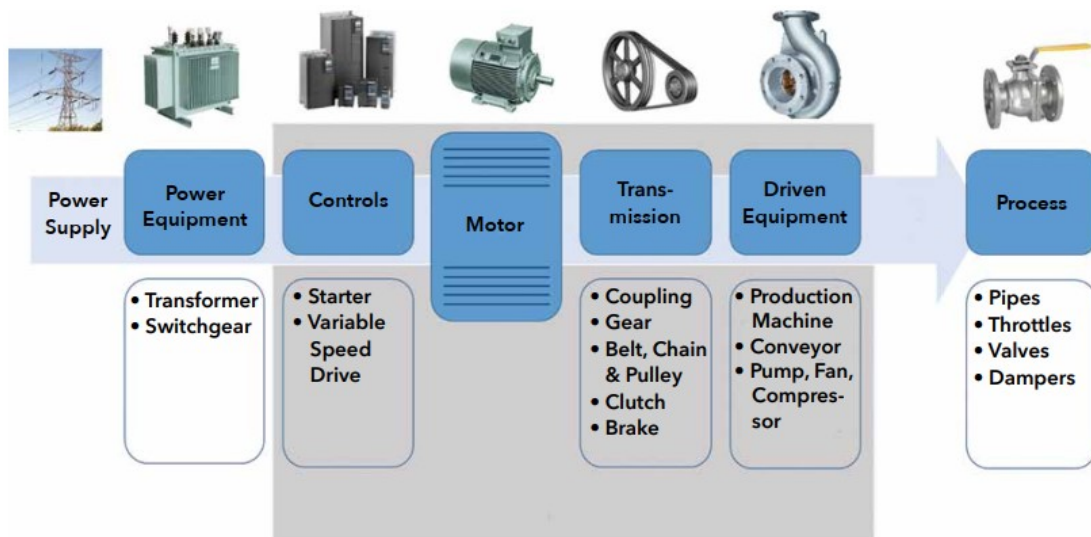 Power
Supply
Power
Equipment
Controls
Motor
Trans-
mission
Driven
Equipment
Process
• Transformer
• Switchgear
• Starter
• Variable
Speed
Drive
• Coupling
• Gear
• Belt, Chain
& Pulley
• Clutch
• Brake
• Production
Machine
• Conveyor
• Pump, Fan,
Compres-
sor
• Pipes
• Throttles
• Valves
• Dampers